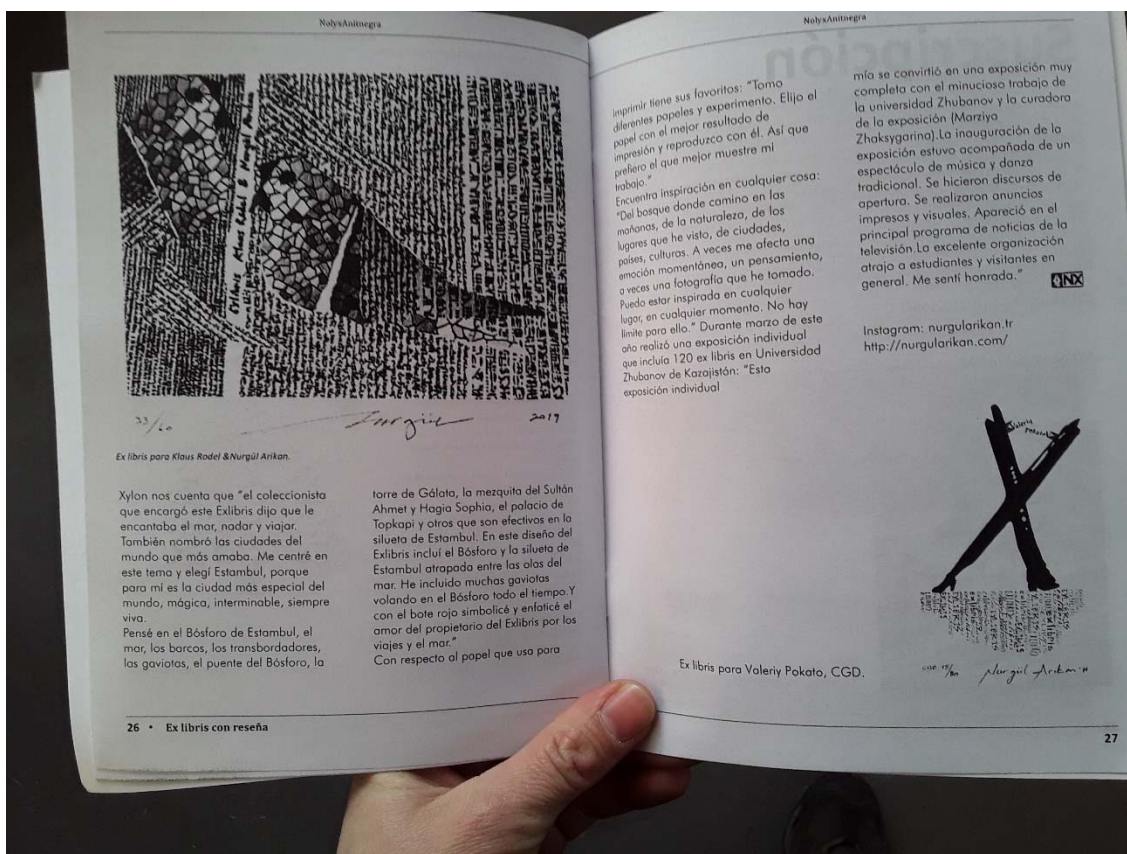 NolyxAnitnegra
33/60
Nurgül
2019
Ex libris para Klaus Rodel &Nurgül Arikan.
Xylon nos cuenta que "el coleccionista
que encargó este Exlibris dijo que le
encantaba el mar, nadar y viajar.
También nombró las ciudades del
mundo que más amaba. Me centré en
este tema y elegí Estambul, porque
para mí es la ciudad más especial del
mundo, mágica, interminable, siempre
viva.
Pensé en el Bósforo de Estambul, el
mar, los barcos, los transbordadores,
las gaviotas, el puente del Bósforo, la
torre de Gálata, la mezquita del Sultán
Ahmet y Hagia Sophia, el palacio de
Topkapi y otros que son efectivos en la
silueta de Estambul. En este diseño del
Exlibris incluí el Bósforo y la silueta de
Estambul atrapada entre las olas del
mar. He incluido muchas gaviotas
volando en el Bósforo todo el tiempo.Y
con el bote rojo simbolicé y enfaticé el
amor del propietario del Exlibris por los
viajes y el mar."
Con respecto al papel que usa para
26 • Ex libris con reseña
NolyxAnitnegra
Suscripción
imprimir tiene sus favoritos: "Tomo
diferentes papeles y experimento. Elijo el
papel con el mejor resultado de
impresión y reproduzco con él. Así que
prefiero el que mejor muestre mi
trabajo."
Encuentra inspiración en cualquier cosa:
"Del bosque donde camino en las
mañanas, de la naturaleza, de los
lugares que he visto, de ciudades,
países, culturas. A veces me afecta una
emoción momentánea, un pensamiento,
a veces una fotografía que he tomado.
Puedo estar inspirada en cualquier
lugar, en cualquier momento. No hay
límite para ello." Durante marzo de este
año realizó una exposición individual
que incluía 120 ex libris en Universidad
Zhubanov de Kazajistón: "Esta
exposición individual
mía se convirtió en una exposición muy
completa con el minucioso trabajo de
la universidad Zhubanov y la curadora
de la exposición (Marziya
Zhaksygarina).La inauguración de la
exposición estuvo acompañada de un
espectáculo de música y danza
tradicional. Se hicieron discursos de
apertura. Se realizaron anuncios
impresos y visuales. Apareció en el
principal programa de noticias de la
televisión.La excelente organización
atrajo a estudiantes y visitantes en
general. Me sentí honrada." NX
Instagram: nurgularikan.tr
http://nurgularikan.com/
Valeriy
Pokato
exlibris
Nurgül Arikan
Ex libris para Valeriy Pokato, CGD.
27